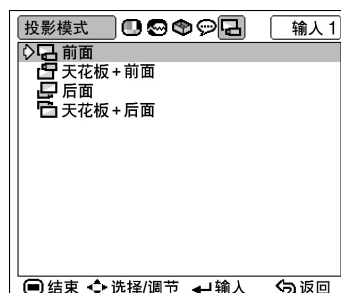 投影模式 输入 1
前面
天花板 + 前面
后面
天花板 + 后面
结束 选择/调节 输入 返回